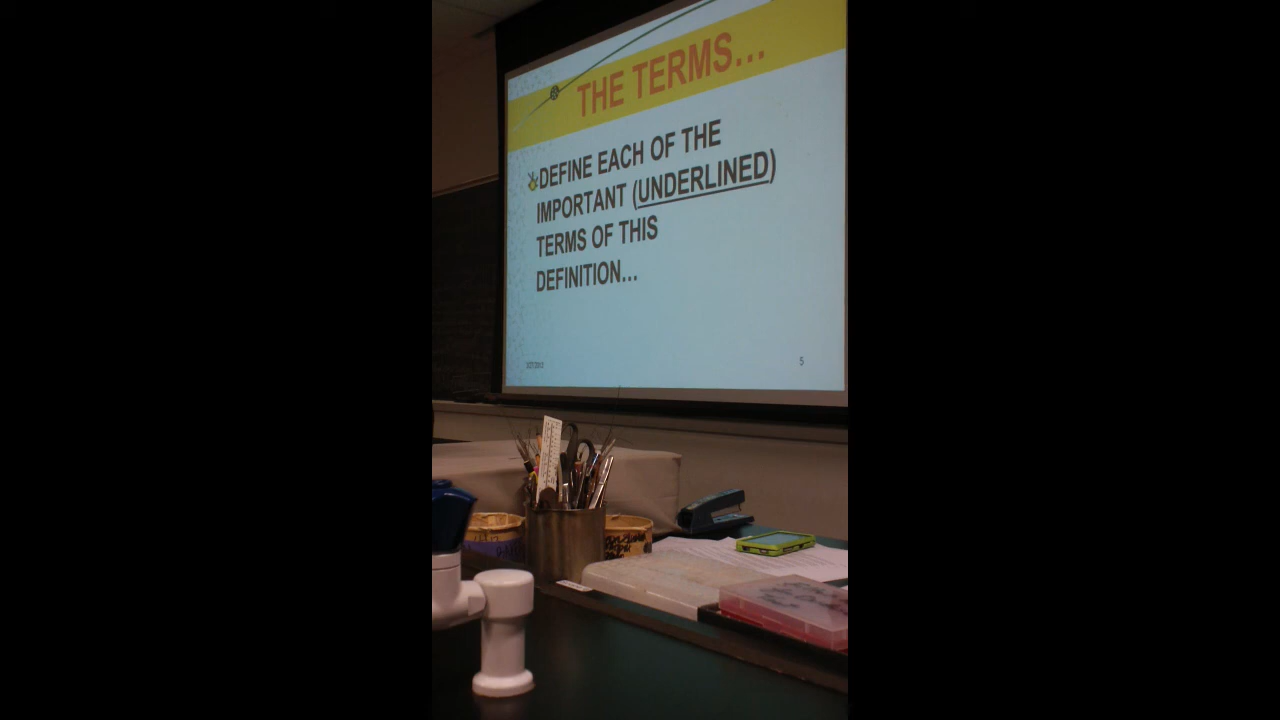 THE TERMS...
DEFINE EACH OF THE
IMPORTANT (UNDERLINED)
TERMS OF THIS
DEFINITION...
5